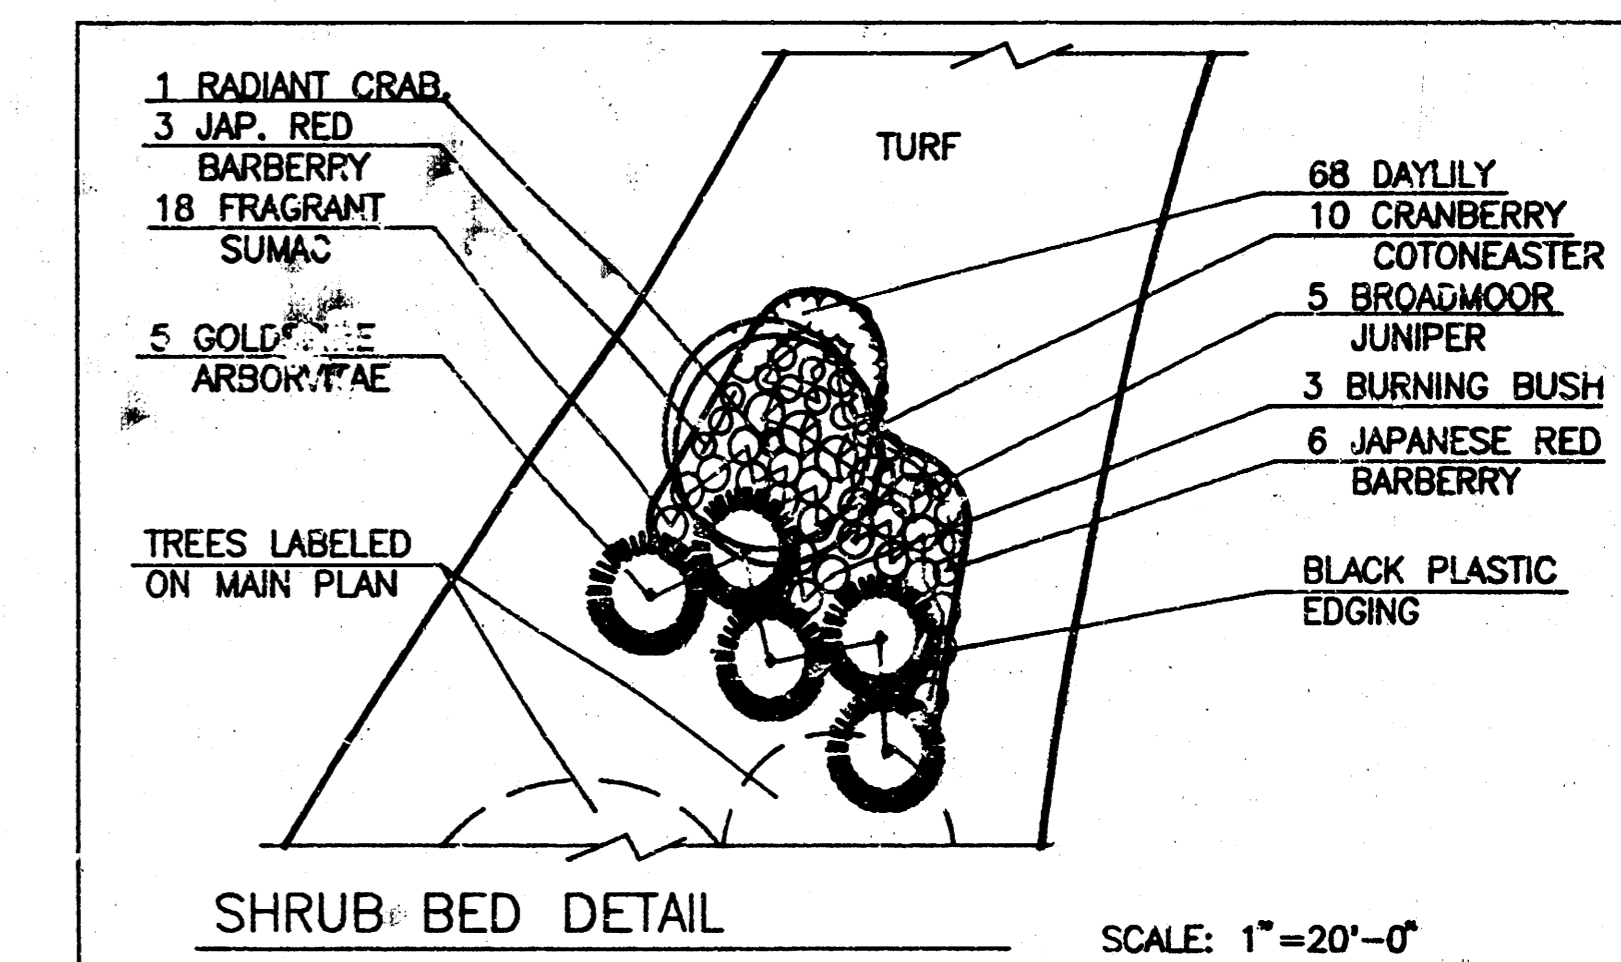 1 RADIANT CRAB.
3 JAP. RED
BARBERRY
18 FRAGRANT
SUMAC
5
ARBORVITAE
TREES LABELED
ON MAIN PLAN
TURF
68 DAYLILY
10 CRANBERRY
COTONEASTER
5 BROADMOOR
JUNIPER
3 BURNING BUSH
6 JAPANESE RED
BARBERRY
BLACK PLASTIC
EDGING
SHRUB BED DETAIL
SCALE: 1"=20'-0"